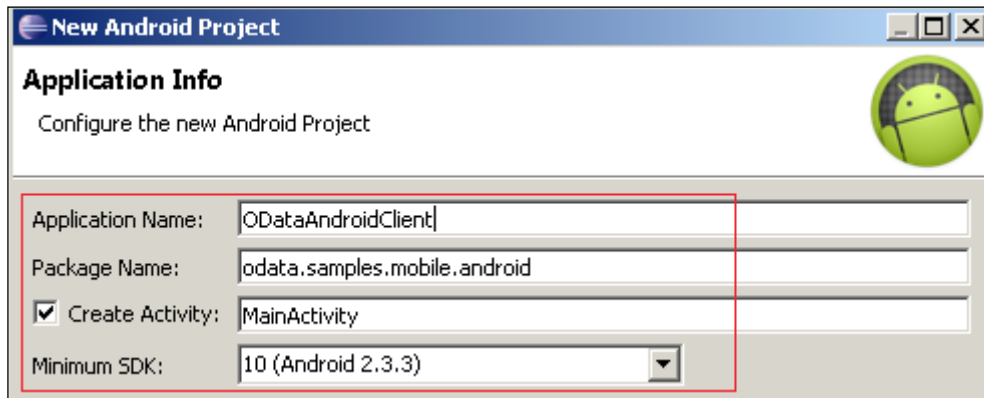 New Android Project
Application Info
Configure the new Android Project
Application Name: ODataAndroidClient
Package Name: odata.samples.mobile.android
Create Activity: MainActivity
Minimum SDK: 10 (Android 2.3.3)